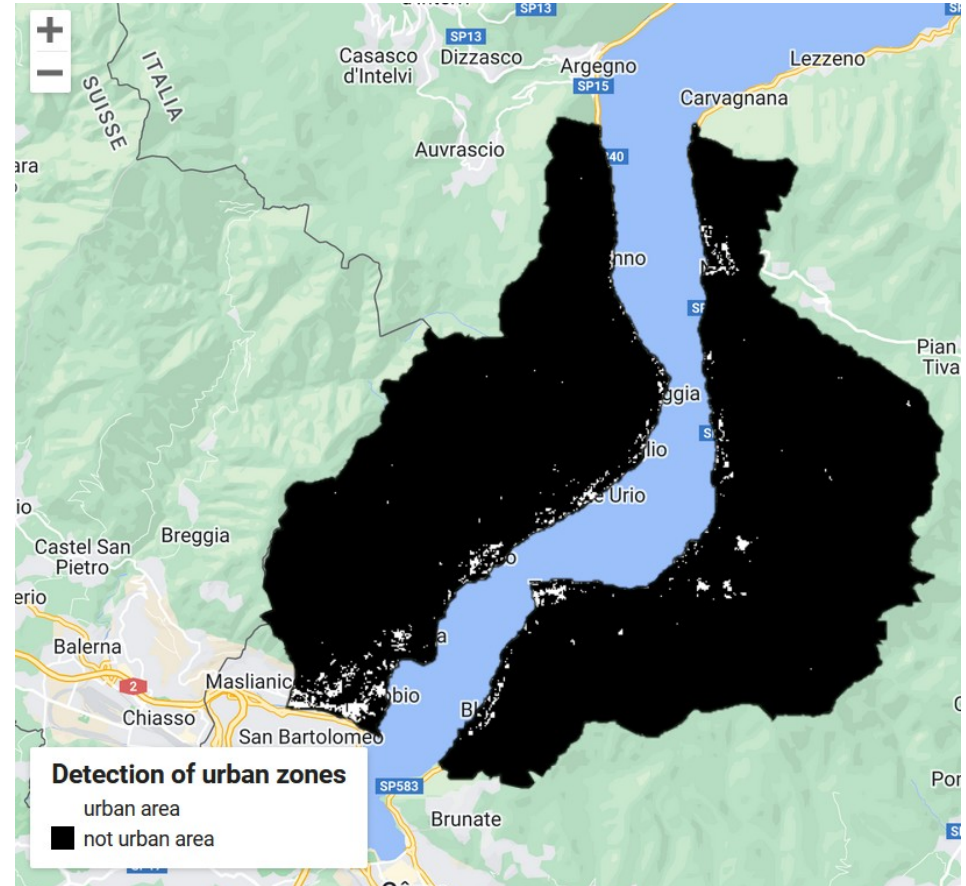 SP13
SP13
Casasco
d'Intelvi
Dizzasco
Argegno
SP15
Lezzeno
Carvagnana
ITALIA
SUISSE
Auvrascio
Pian
Tiva
Urio
Breggia
Castel San
Pietro
Balerna
2
Maslianic
Chiasso
San Bartolomeo
SP583
Brunate
Detection of urban zones
urban area
not urban area